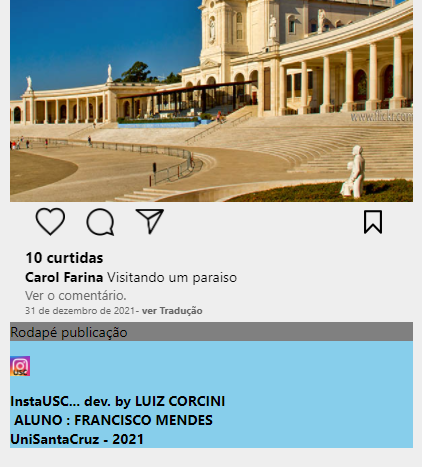 www.flickr.com
10 curtidas
Carol Farina Visitando um paraiso
Ver o comentário.
31 de dezembro de 2021- ver Tradução
Rodapé publicação
USC
InstaUSC... dev. by LUIZ CORCINI
ALUNO : FRANCISCO MENDES
UniSantaCruz - 2021